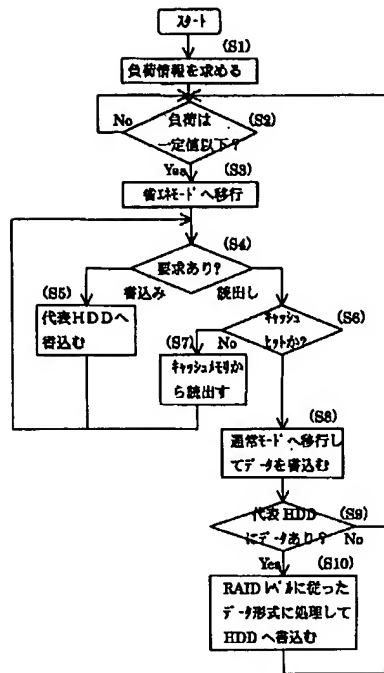 スタート
(S1)
負荷情報を求める
(S2)
No
負荷は
一定値以下?
Yes
(S3)
省エネモードへ移行
(S4)
要求あり?
書込み
読出し
(S5)
代表HDDへ
書込む
(S6)
キャッシュ
ヒットか?
(S7)
No
キャッシュメモリか
ら読出す
(S8)
通常モードへ移行し
てデータを書込む
(S9)
代表HDD
にデータあり?
No
Yes
(S10)
RAIDレベルに従った
データ形式に処理して
HDDへ書込む